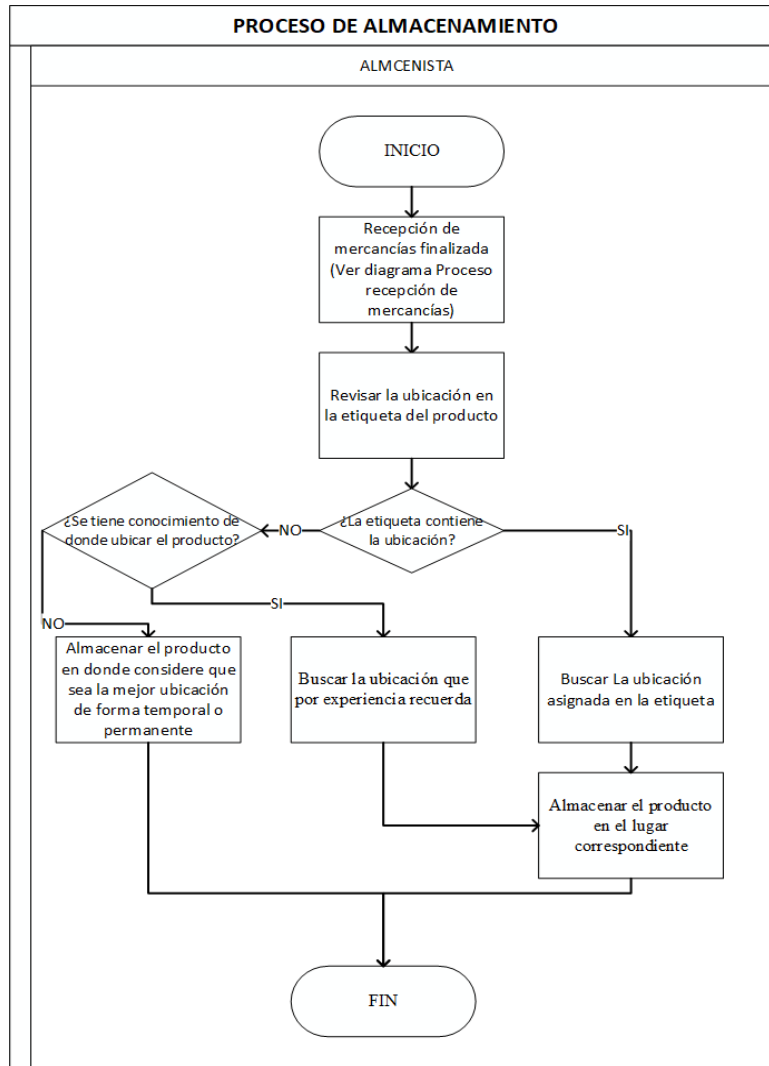 PROCESO DE ALMACENAMIENTO
ALMCENISTA
INICIO
Recepción de
mercancías finalizada
(Ver diagrama Proceso
recepción de
mercancías)
Revisar la ubicación en
la etiqueta del producto
¿Se tiene conocimiento de
donde ubicar el producto?
NO
¿La etiqueta contiene
la ubicación?
SI
SI
NO
Almacenar el producto
en donde considere que
sea la mejor ubicación
de forma temporal o
permanente
Buscar la ubicación que
por experiencia recuerda
Buscar La ubicación
asignada en la etiqueta
Almacenar el producto
en el lugar
correspondiente
FIN